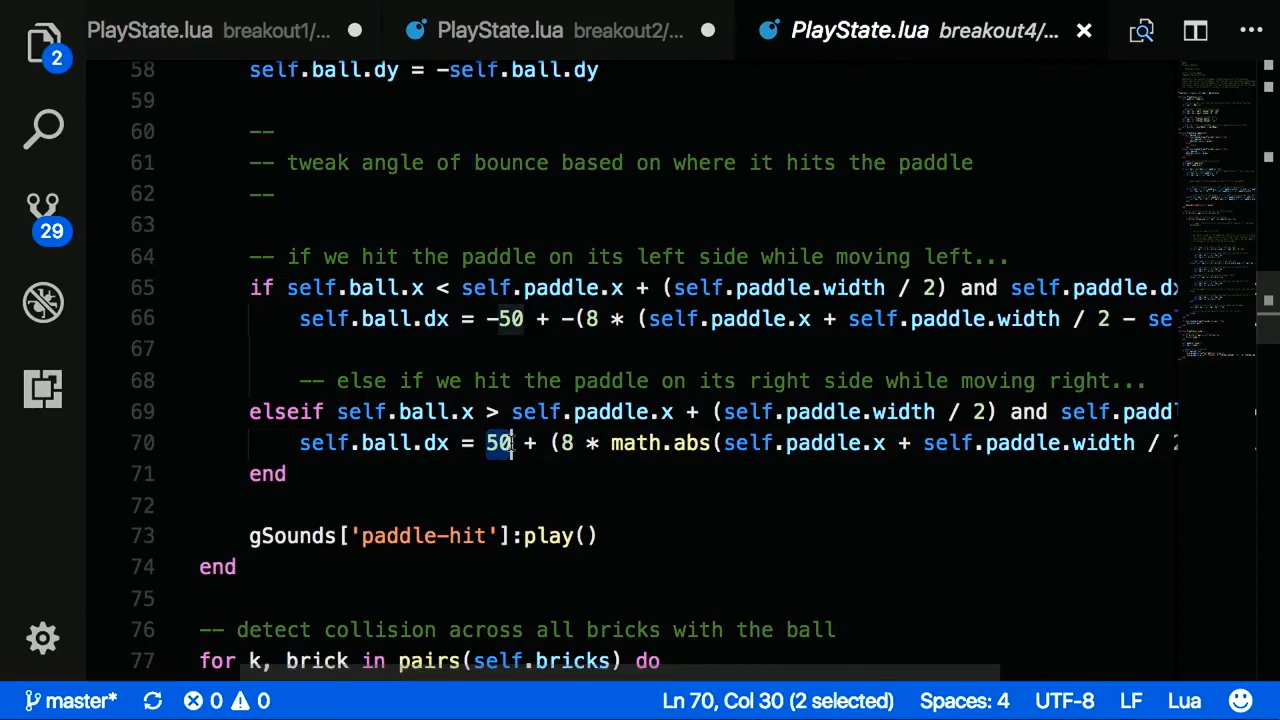 PlayState.lua breakout1/... PlayState.lua breakout2/... PlayState.lua breakout4/...
2
29
58 self.ball.dy = -self.ball.dy
59
60 --
61 -- tweak angle of bounce based on where it hits the paddle
62 --
63
64 -- if we hit the paddle on its left side while moving left...
65 if self.ball.x < self.paddle.x + (self.paddle.width / 2) and self.paddle.dx
66 self.ball.dx = -50 + -(8 * (self.paddle.x + self.paddle.width / 2 - se
67
68 -- else if we hit the paddle on its right side while moving right...
69 elseif self.ball.x > self.paddle.x + (self.paddle.width / 2) and self.paddl
70 self.ball.dx = 50 + (8 * math.abs(self.paddle.x + self.paddle.width / 2
71 end
72
73 gSounds['paddle-hit']:play()
74 end
75
76 -- detect collision across all bricks with the ball
77 for k, brick in pairs(self.bricks) do
master* 0 0 Ln 70, Col 30 (2 selected) Spaces: 4 UTF-8 LF Lua